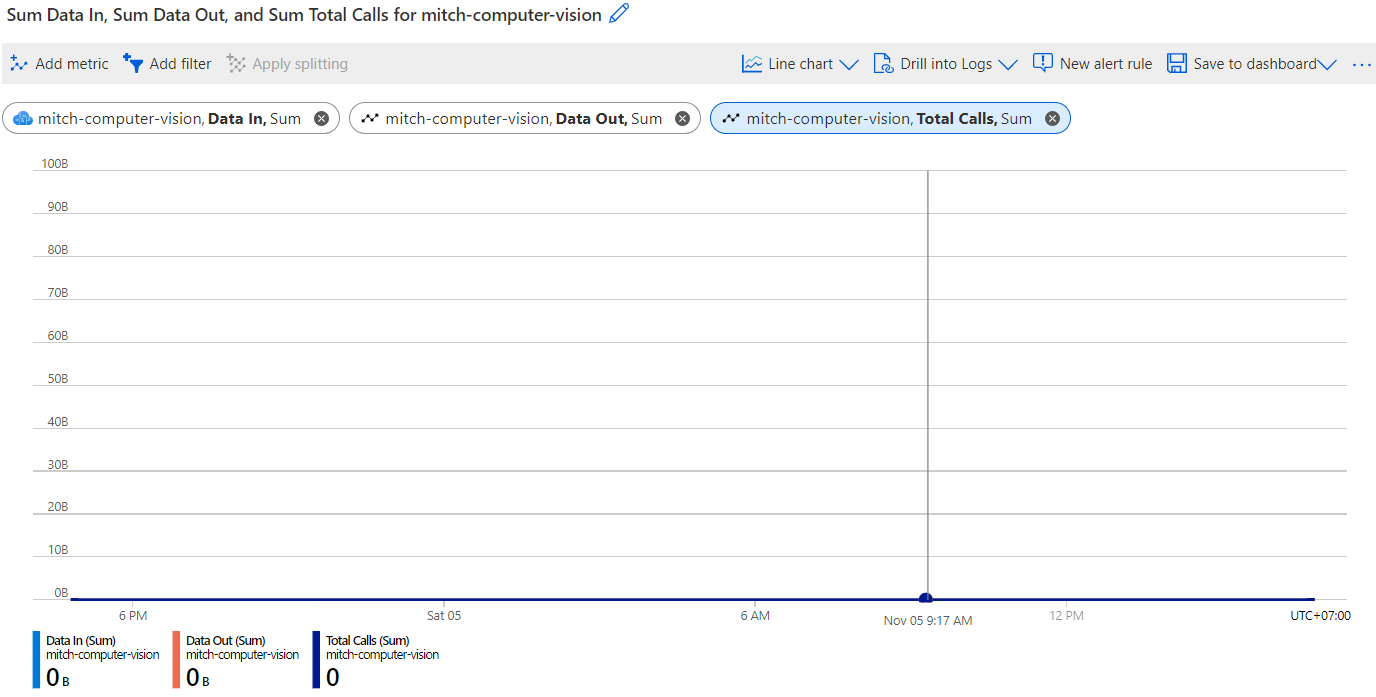 Sum Data In, Sum Data Out, and Sum Total Calls for mitch-computer-vision
Add metric Add filter Apply splitting Line chart Drill into Logs New alert rule Save to dashboard ...
mitch-computer-vision, Data In, Sum mitch-computer-vision, Data Out, Sum mitch-computer-vision, Total Calls, Sum
100B
90B
80B
70B
60B
50B
40B
30B
20B
10B
0B
6 PM Sat 05 6 AM Nov 05 9:17 AM 12 PM UTC+07:00
Data In (Sum) Data Out (Sum) Total Calls (Sum)
mitch-computer-vision mitch-computer-vision mitch-computer-vision
0 B 0 B 0